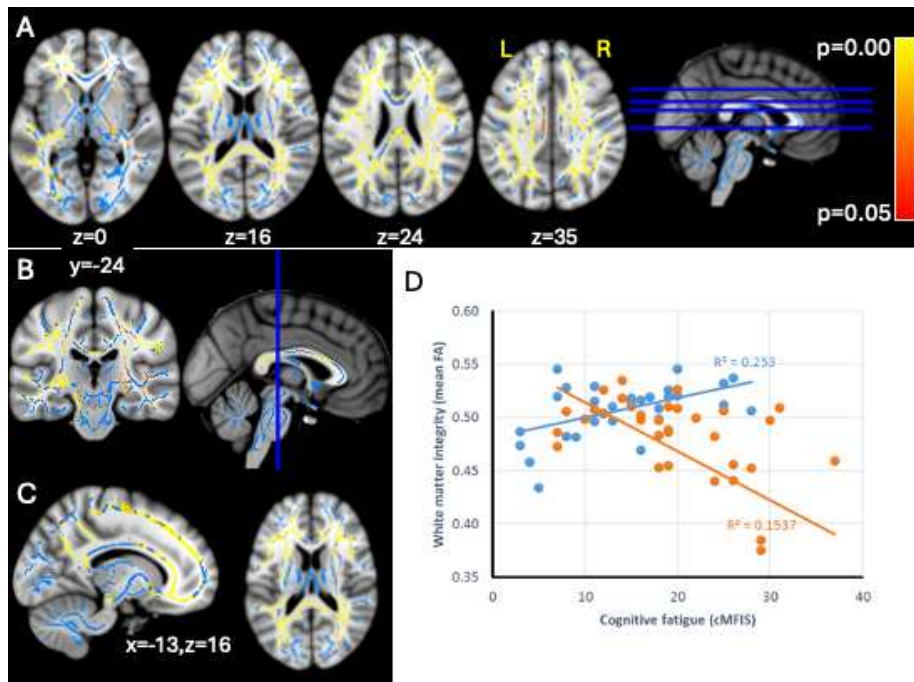 A
L
R
p=0.00
p=0.05
z=0
z=16
z=24
z=35
B
y=-24
C
x=-13,z=16
D
White matter integrity (mean FA)
0.60
0.55
0.50
0.45
0.40
0.35
R² = 0.253
R² = 0.1537
0
10
20
30
40
Cognitive fatigue (cMFIS)